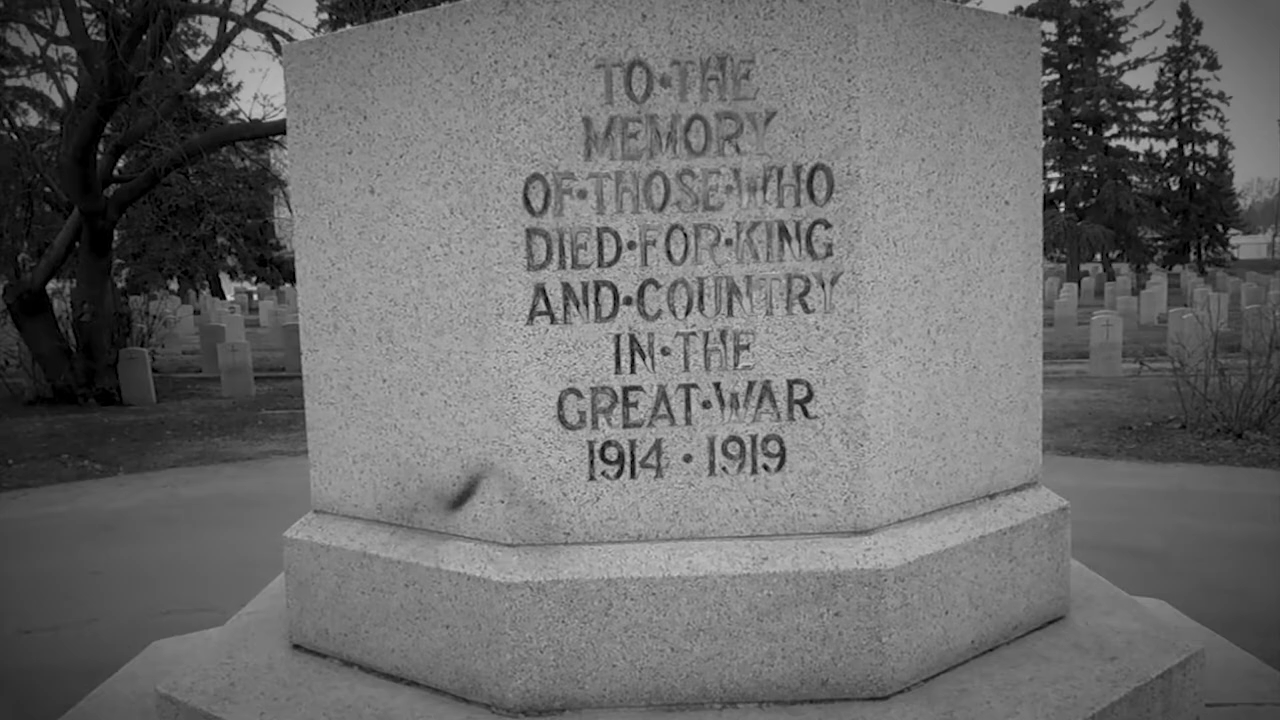 TO·THE
MEMORY
OF·THOSE·WHO
DIED·FOR·KING
AND·COUNTRY
IN·THE
GREAT·WAR
1914·1919